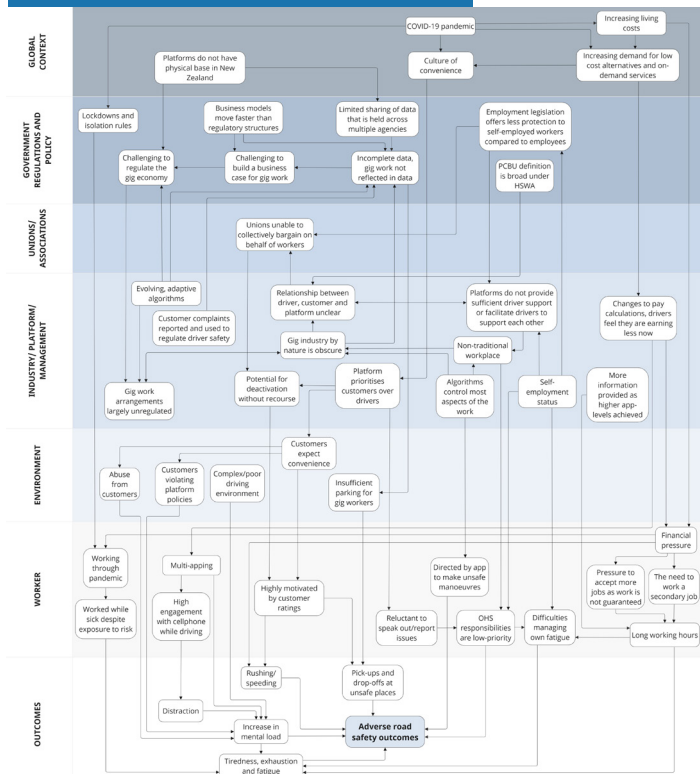 GLOBAL
CONTEXT
COVID-19 pandemic
Increasing living
costs
Platforms do not have
physical base in New
Zealand
Culture of
convenience
Increasing demand for low
cost alternatives and on-
demand services
GOVERNMENT
REGULATIONS AND
POLICY
Lockdowns and
isolation rules
Business models
move faster than
regulatory structures
Limited sharing of data
that is held across
multiple agencies
Employment legislation
offers less protection to
self-employed workers
compared to employees
Challenging to
regulate the
gig economy
Challenging to
build a business
case for gig work
Incomplete data,
gig work not
reflected in data
PCBU definition
is broad under
HSWA
UNIONS/
ASSOCIATIONS
Unions unable to
collectively bargain on
behalf of workers
INDUSTRY/ PLATFORM/
MANAGEMENT
Evolving, adaptive
algorithms
Relationship between
driver, customer and
platform unclear
Platforms do not provide
sufficient driver support
or facilitate drivers to
support each other
Changes to pay
calculations, drivers
feel they are earning
less now
Customer complaints
reported and used to
regulate driver safety
Gig industry by
nature is obscure
Non-traditional
workplace
Gig work
arrangements
largely unregulated
Potential for
deactivation
without recourse
Platform
prioritises
customers over
drivers
Algorithms
control most
aspects of the
work
Self-
employment
status
More
information
provided as
higher app-
levels achieved
ENVIRONMENT
Abuse
from
customers
Customers
violating
platform
policies
Complex/poor
driving
environment
Customers
expect
convenience
Insufficient
parking for
gig workers
WORKER
Working
through
pandemic
Multi-apping
Financial
pressure
Worked while
sick despite
exposure to risk
High
engagement
with cellphone
while driving
Highly motivated
by customer
ratings
Directed by app
to make unsafe
manoeuvres
Pressure to
accept more
jobs as work is
not guaranteed
The need to
work a
secondary job
Reluctant to
speak out/report
issues
OHS
responsibilities
are low-priority
Difficulties
managing
own fatigue
Long working hours
OUTCOMES
Rushing/
speeding
Pick-ups and
drop-offs at
unsafe places
Distraction
Increase in
mental load
Adverse road
safety outcomes
Tiredness, exhaustion
and fatigue